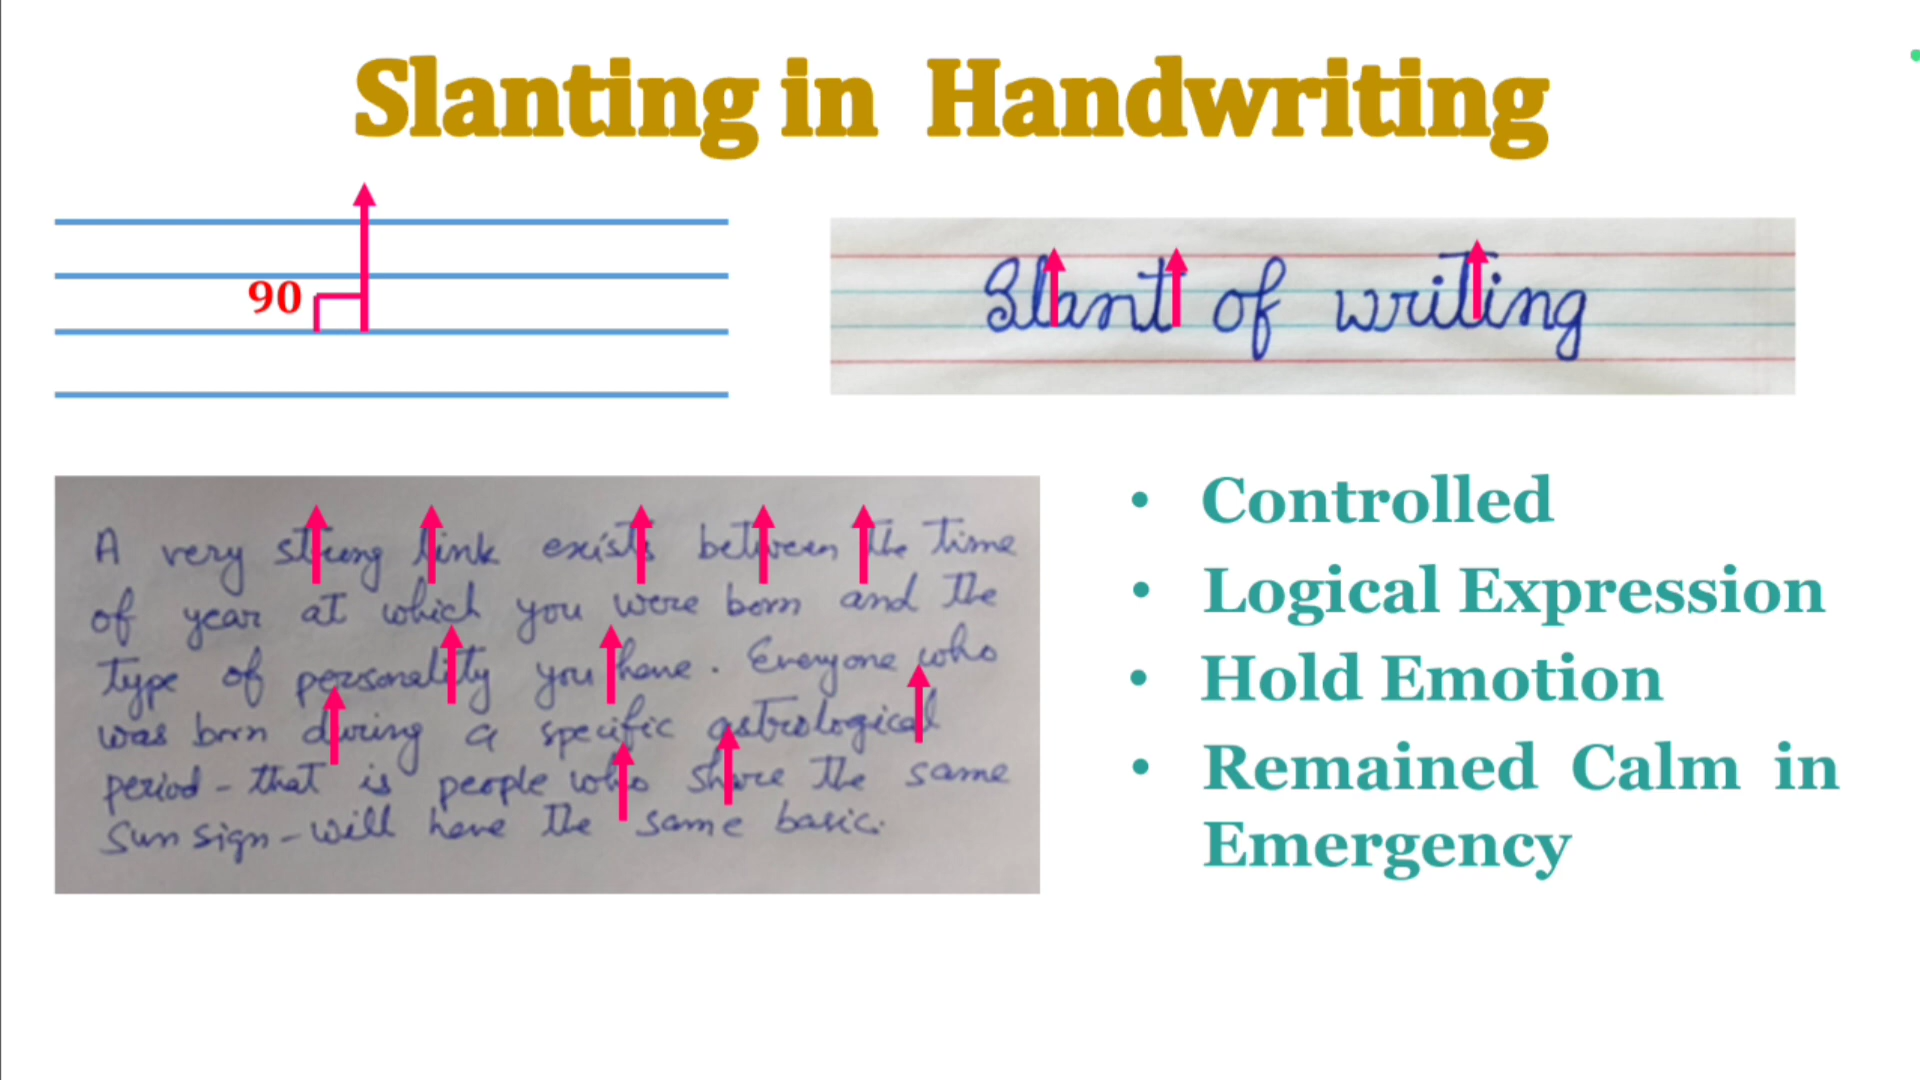 Slanting in Handwriting
90
Slant of writing
A very strong link exists between the time
of year at which you were born and the
type of personality you have. Everyone who
was born during a specific astrological
period - that is people who share the same
Sun sign - will have the same basic.
• Controlled
• Logical Expression
• Hold Emotion
• Remained Calm in
Emergency